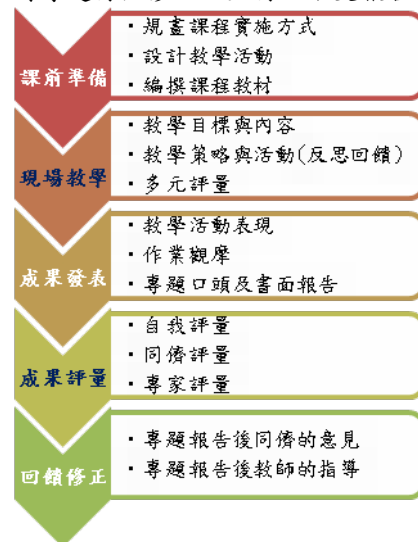 課前準備
・規畫課程實施方式
・設計教學活動
・編撰課程教材
現場教學
・教學目標與內容
・教學策略與活動(反思回饋)
・多元評量
成果發表
・教學活動表現
・作業觀摩
・專題口頭及書面報告
成果評量
・自我評量
・同儕評量
・專家評量
回饋修正
・專題報告後同儕的意見
・專題報告後教師的指導